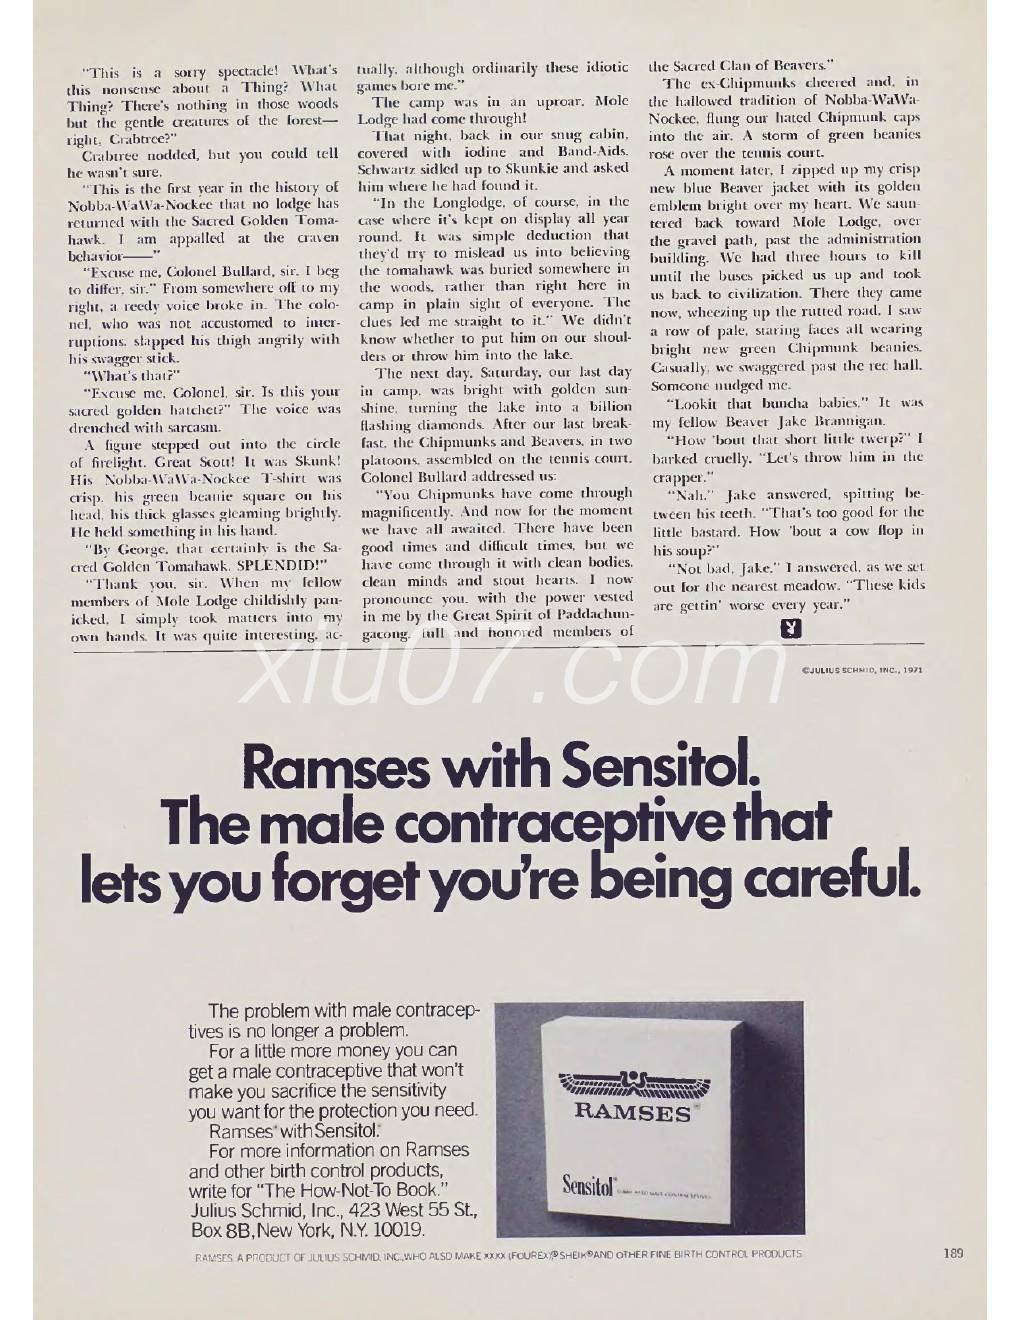 "This is a sorry spectacle! What's
this nonsense about a Thing? What
Thing? There's nothing in those woods
but the gentle creatures of the forest—
right, Crabtree?"
Crabtree nodded, but you could tell
he wasn't sure.
"This is the first year in the history of
Nobba-WaWa-Nockee that no lodge has
returned with the Sacred Golden Toma-
hawk. I am appalled at the craven
behavior——"
"Excuse me, Colonel Bullard, sir. I beg
to differ, sir." From somewhere off to my
right, a reedy voice broke in. The colo-
nel, who was not accustomed to inter-
ruptions, slapped his thigh angrily with
his swagger stick.
"What's that?"
"Excuse me, Colonel, sir. Is this your
sacred golden hatchet?" The voice was
drenched with sarcasm.
A figure stepped out into the circle
of firelight. Great Scott! It was Skunk!
His Nobba-WaWa-Nockee T-shirt was
crisp, his green beanie square on his
head, his thick glasses gleaming brightly.
He held something in his hand.
"By George, that certainly is the Sa-
cred Golden Tomahawk. SPLENDID!"
"Thank you, sir. When my fellow
members of Mole Lodge childishly pan-
icked, I simply took matters into my
own hands. It was quite interesting, ac-
tually, although ordinarily these idiotic
games bore me."
The camp was in an uproar. Mole
Lodge had come through!
That night, back in our snug cabin,
covered with iodine and Band-Aids,
Schwartz sidled up to Skunkie and asked
him where he had found it.
"In the Longlodge, of course, in the
case where it's kept on display all year
round. It was simple deduction that
they'd try to mislead us into believing
the tomahawk was buried somewhere in
the woods, rather than right here in
camp in plain sight of everyone. The
clues led me straight to it." We didn't
know whether to put him on our shoul-
ders or throw him into the lake.
The next day, Saturday, our last day
in camp, was bright with golden sun-
shine, turning the lake into a billion
flashing diamonds. After our last break-
fast, the Chipmunks and Beavers, in two
platoons, assembled on the tennis court.
Colonel Bullard addressed us:
"You Chipmunks have come through
magnificently. And now for the moment
we have all awaited. There have been
good times and difficult times, but we
have come through it with clean bodies,
clean minds and stout hearts. I now
pronounce you, with the power vested
in me by the Great Spirit of Paddachun-
gacong, full and honored members of
the Sacred Clan of Beavers."
The ex-Chipmunks cheered and, in
the hallowed tradition of Nobba-WaWa-
Nockee, flung our hated Chipmunk caps
into the air. A storm of green beanies
rose over the tennis court.
A moment later, I zipped up my crisp
new blue Beaver jacket with its golden
emblem bright over my heart. We saun-
tered back toward Mole Lodge, over
the gravel path, past the administration
building. We had three hours to kill
until the buses picked us up and took
us back to civilization. There they came
now, wheezing up the rutted road. I saw
a row of pale, staring faces all wearing
bright new green Chipmunk beanies.
Casually, we swaggered past the rec hall.
Someone nudged me.
"Lookit that buncha babies." It was
my fellow Beaver Jake Brannigan.
"How 'bout that short little twerp?" I
barked cruelly. "Let's throw him in the
crapper."
"Nah," Jake answered, spitting be-
tween his teeth. "That's too good for the
little bastard. How 'bout a cow flop in
his soup?"
"Not bad, Jake," I answered, as we set
out for the nearest meadow. "These kids
are gettin' worse every year."
©JULIUS SCHMID, INC., 1971
xiu07.com
Ramses with Sensitol.
The male contraceptive that
lets you forget you're being careful.
The problem with male contracep-
tives is no longer a problem.
For a little more money you can
get a male contraceptive that won't
make you sacrifice the sensitivity
you want for the protection you need.
Ramses® with Sensitol.®
For more information on Ramses
and other birth control products,
write for "The How-Not-To Book."
Julius Schmid, Inc., 423 West 55 St.,
Box 8B, New York, N.Y. 10019.
RAMSES®
Sensitol®
RAMSES, A PRODUCT OF JULIUS SCHMID, INC., WHO ALSO MAKE XXXX (FOUREX)® SHEIK® AND OTHER FINE BIRTH CONTROL PRODUCTS.
189